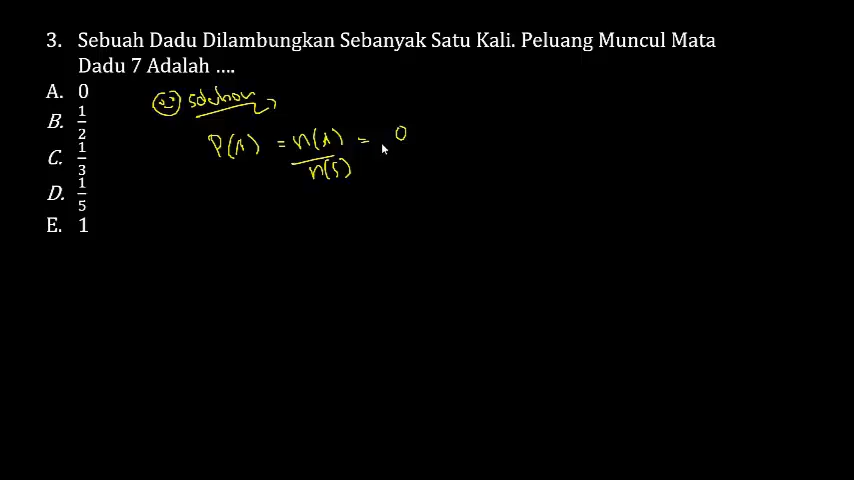 3. Sebuah Dadu Dilambungkan Sebanyak Satu Kali. Peluang Muncul Mata
Dadu 7 Adalah ....
A. 0
B. 1/2
C. 1/3
D. 1/5
E. 1
P(A) = n(A)/n(S) = 0